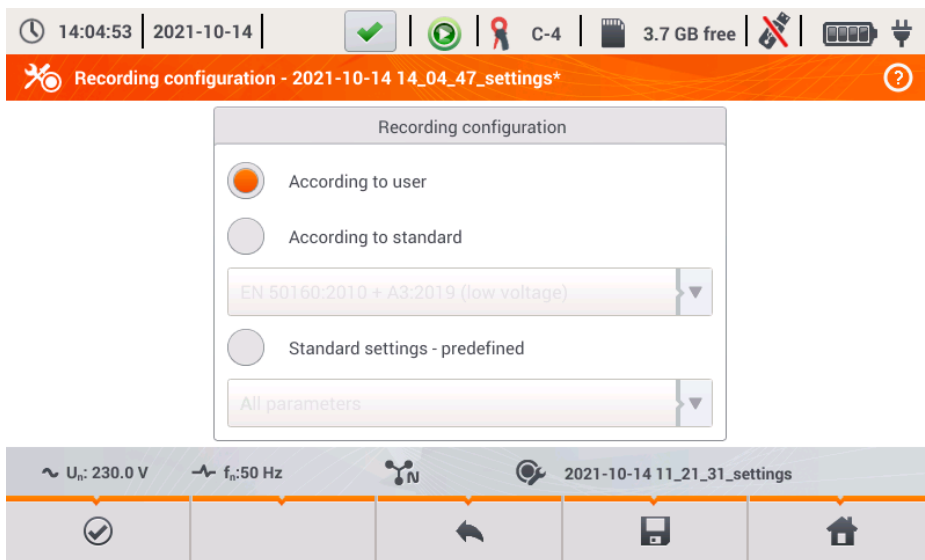 14:04:53 2021-10-14 C-4 3.7 GB free
Recording configuration - 2021-10-14 14_04_47_settings* ?
Recording configuration
According to user
According to standard
EN 50160:2010 + A3:2019 (low voltage)
Standard settings - predefined
All parameters
Uₙ: 230.0 V fₙ:50 Hz N 2021-10-14 11_21_31_settings